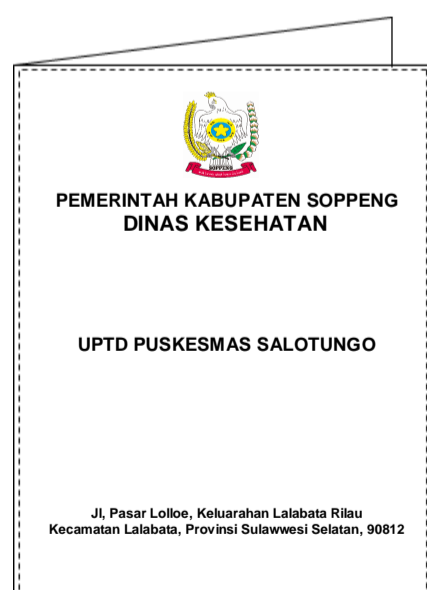 SOPPENG
PEMERINTAH KABUPATEN SOPPENG
DINAS KESEHATAN
UPTD PUSKESMAS SALOTUNGO
Jl, Pasar Lolloe, Keluarahan Lalabata Rilau
Kecamatan Lalabata, Provinsi Sulawwesi Selatan, 90812